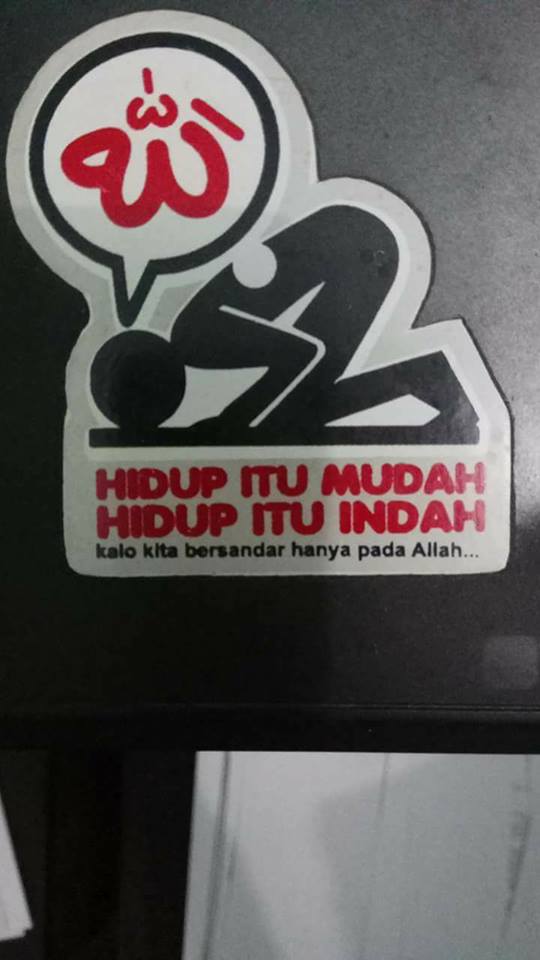 الله
HIDUP ITU MUDAH
HIDUP ITU INDAH
kalo kita bersandar hanya pada Allah...